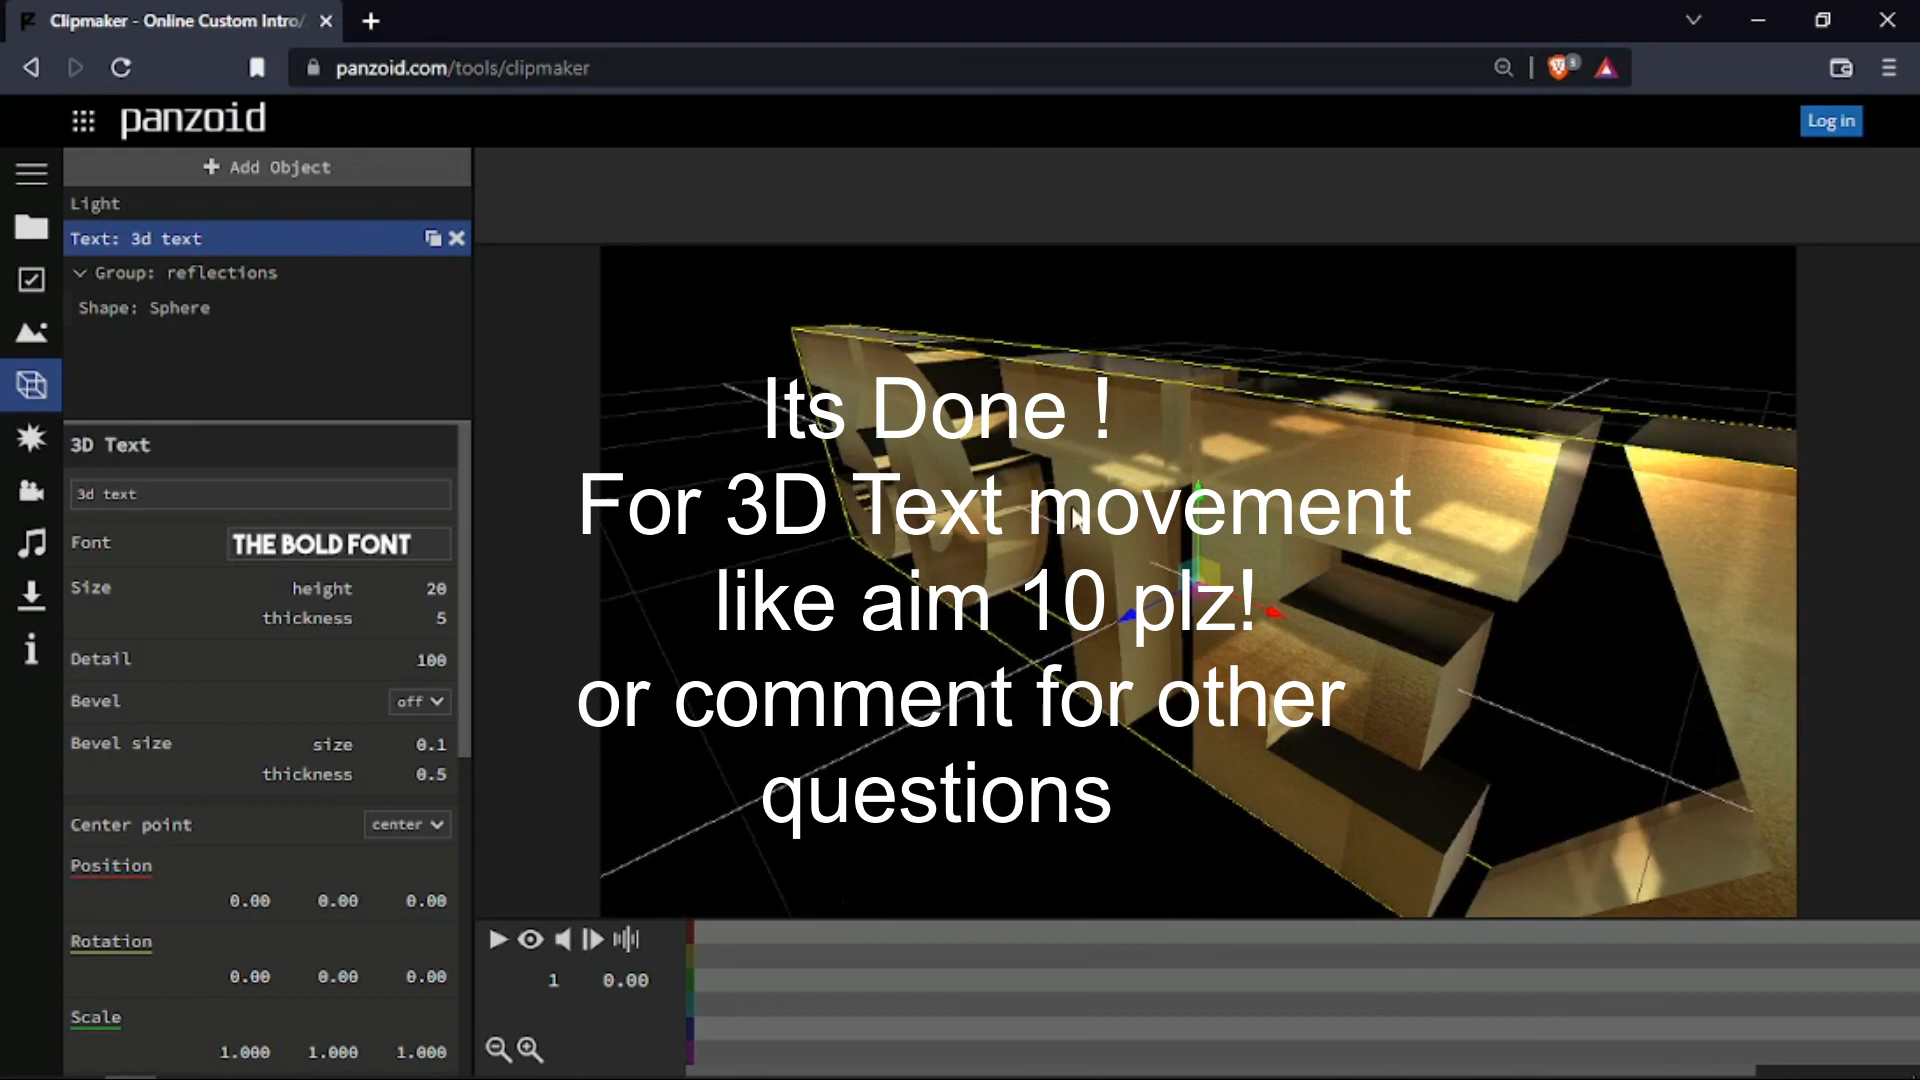 Clipmaker - Online Custom Intro/
panzoid.com/tools/clipmaker
3
panzoid
Log in
+ Add Object
Light
Text: 3d text
Group: reflections
Shape: Sphere
3D Text
3d text
Font THE BOLD FONT
Size height 20
thickness 5
Detail 100
Bevel off
Bevel size size 0.1
thickness 0.5
Center point center
Position
0.00 0.00 0.00
Rotation
0.00 0.00 0.00
Scale
1.000 1.000 1.000
Its Done !
For 3D Text movement
like aim 10 plz!
or comment for other
questions
1 0.00